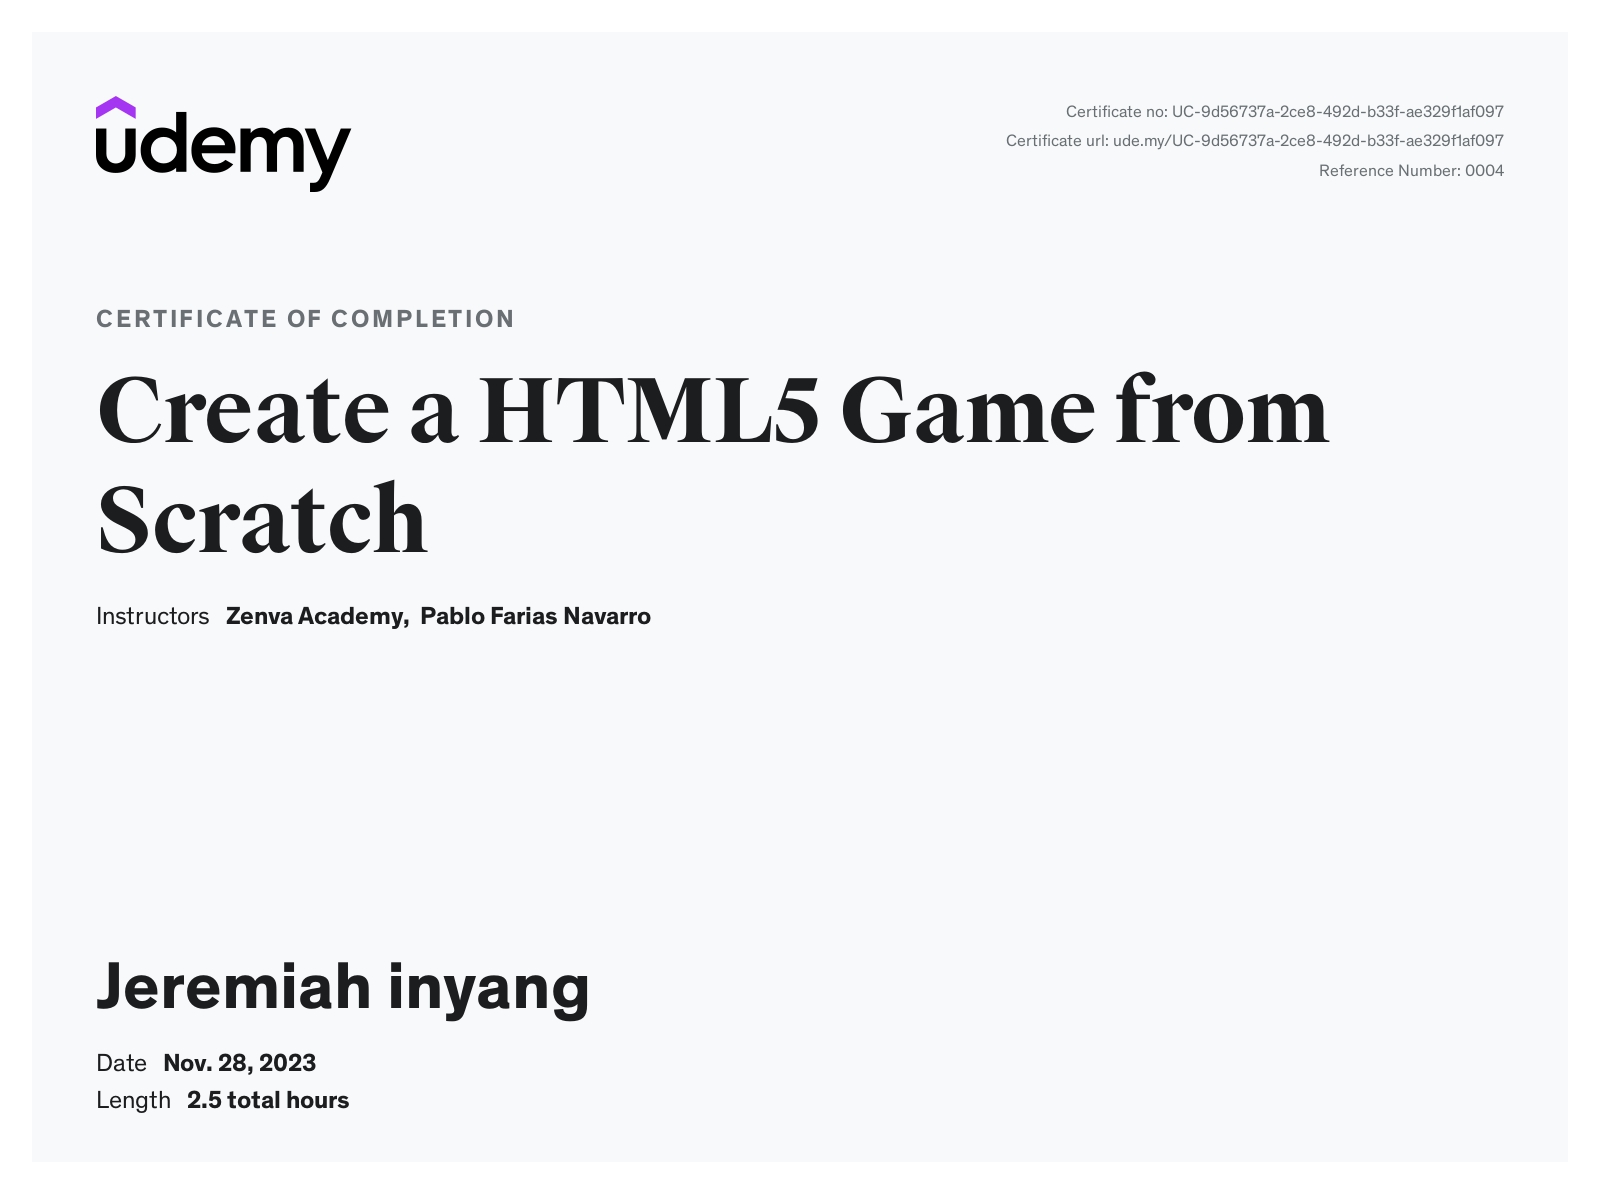 udemy
Certificate no: UC-9d56737a-2ce8-492d-b33f-ae329f1af097
Certificate url: ude.my/UC-9d56737a-2ce8-492d-b33f-ae329f1af097
Reference Number: 0004
CERTIFICATE OF COMPLETION
Create a HTML5 Game from
Scratch
Instructors Zenva Academy, Pablo Farias Navarro
Jeremiah inyang
Date Nov. 28, 2023
Length 2.5 total hours